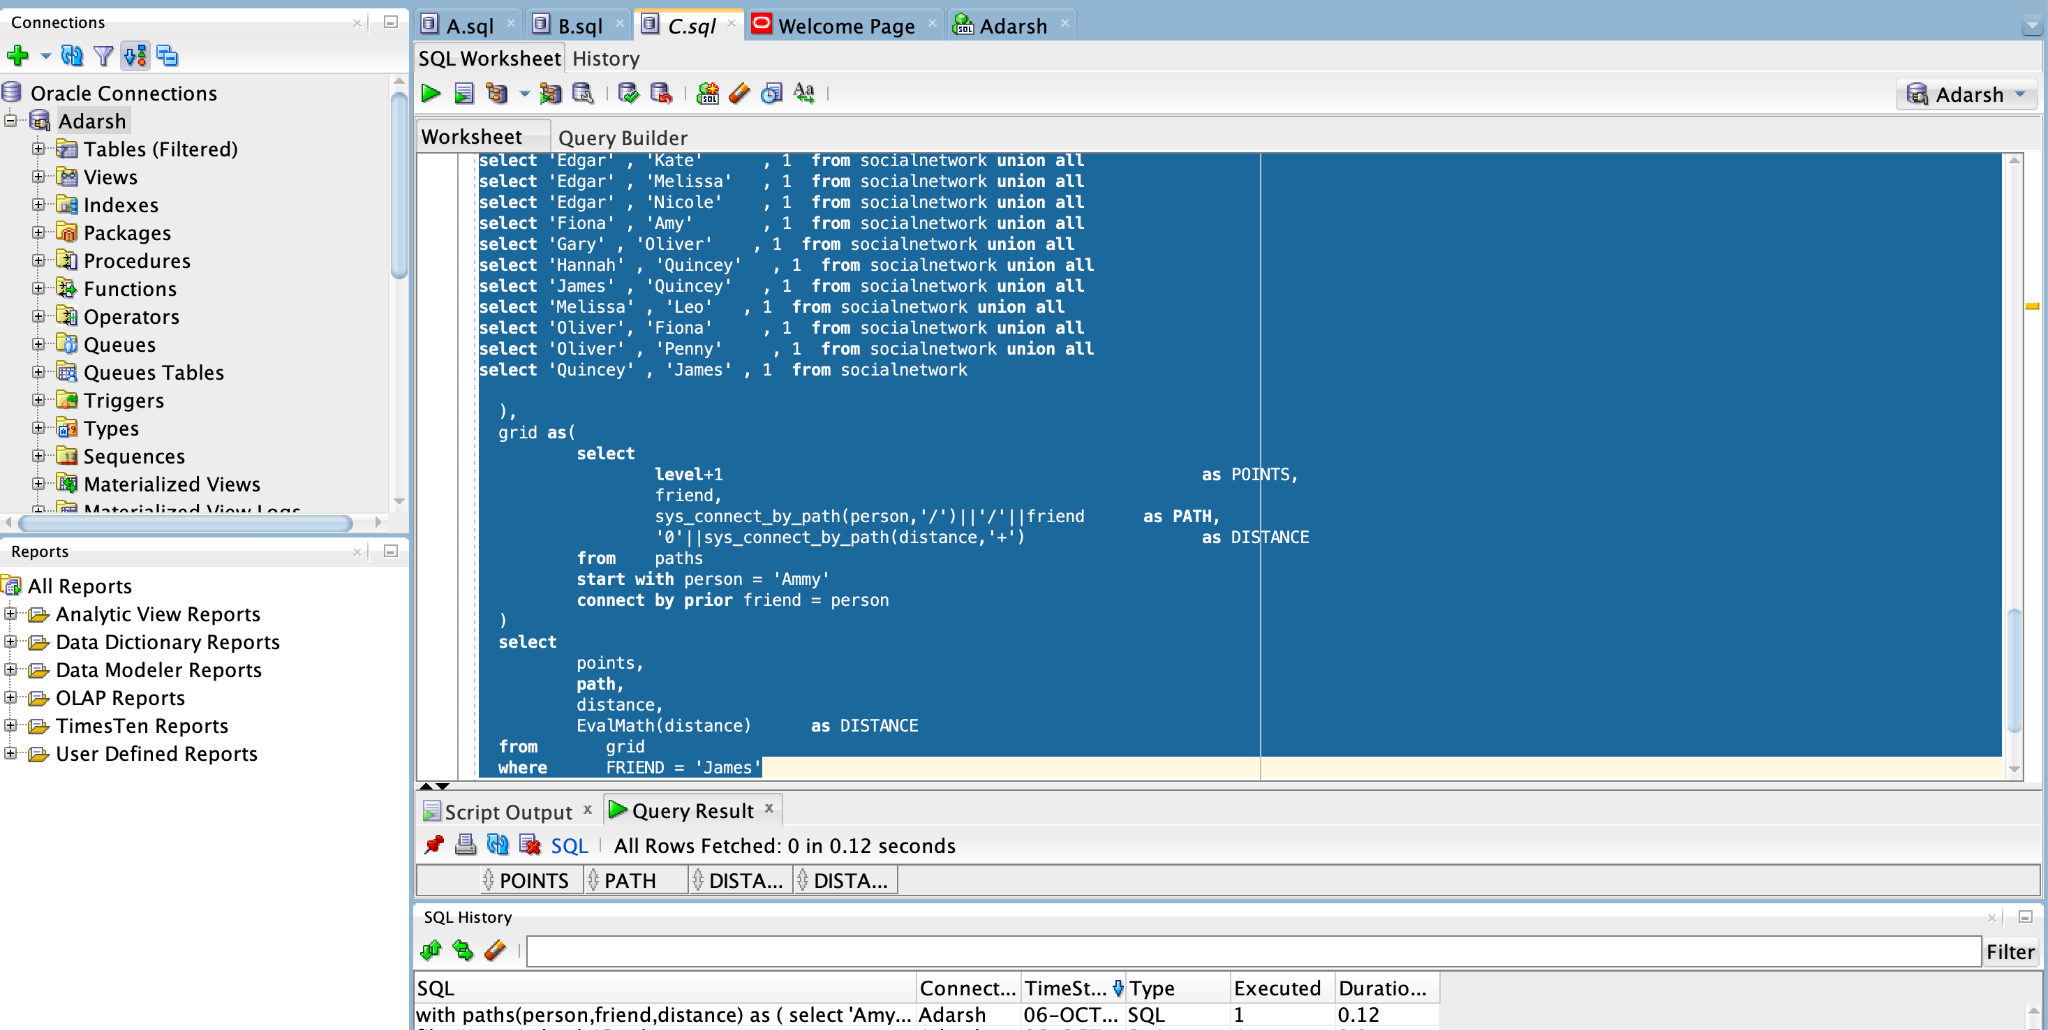 Connections
Oracle Connections
Adarsh
Tables (Filtered)
Views
Indexes
Packages
Procedures
Functions
Operators
Queues
Queues Tables
Triggers
Types
Sequences
Materialized Views
Materialized View Logs
Reports
All Reports
Analytic View Reports
Data Dictionary Reports
Data Modeler Reports
OLAP Reports
TimesTen Reports
User Defined Reports
A.sql B.sql C.sql Welcome Page Adarsh
SQL Worksheet History
Adarsh
Worksheet Query Builder
select 'Edgar' , 'Kate' , 1 from socialnetwork union all
select 'Edgar' , 'Melissa' , 1 from socialnetwork union all
select 'Edgar' , 'Nicole' , 1 from socialnetwork union all
select 'Fiona' , 'Amy' , 1 from socialnetwork union all
select 'Gary' , 'Oliver' , 1 from socialnetwork union all
select 'Hannah' , 'Quincey' , 1 from socialnetwork union all
select 'James' , 'Quincey' , 1 from socialnetwork union all
select 'Melissa' , 'Leo' , 1 from socialnetwork union all
select 'Oliver', 'Fiona' , 1 from socialnetwork union all
select 'Oliver' , 'Penny' , 1 from socialnetwork union all
select 'Quincey' , 'James' , 1 from socialnetwork
),
grid as(
select
level+1 as POINTS,
friend,
sys_connect_by_path(person,'/')||'/'||friend as PATH,
'0'||sys_connect_by_path(distance,'+') as DISTANCE
from paths
start with person = 'Ammy'
connect by prior friend = person
)
select
points,
path,
distance,
EvalMath(distance) as DISTANCE
from grid
where FRIEND = 'James'
Script Output Query Result
SQL All Rows Fetched: 0 in 0.12 seconds
POINTS PATH DISTA... DISTA...
SQL History
Filter
SQL Connect... TimeSt... Type Executed Duratio...
with paths(person,friend,distance) as ( select 'Amy... Adarsh 06-OCT... SQL 1 0.12